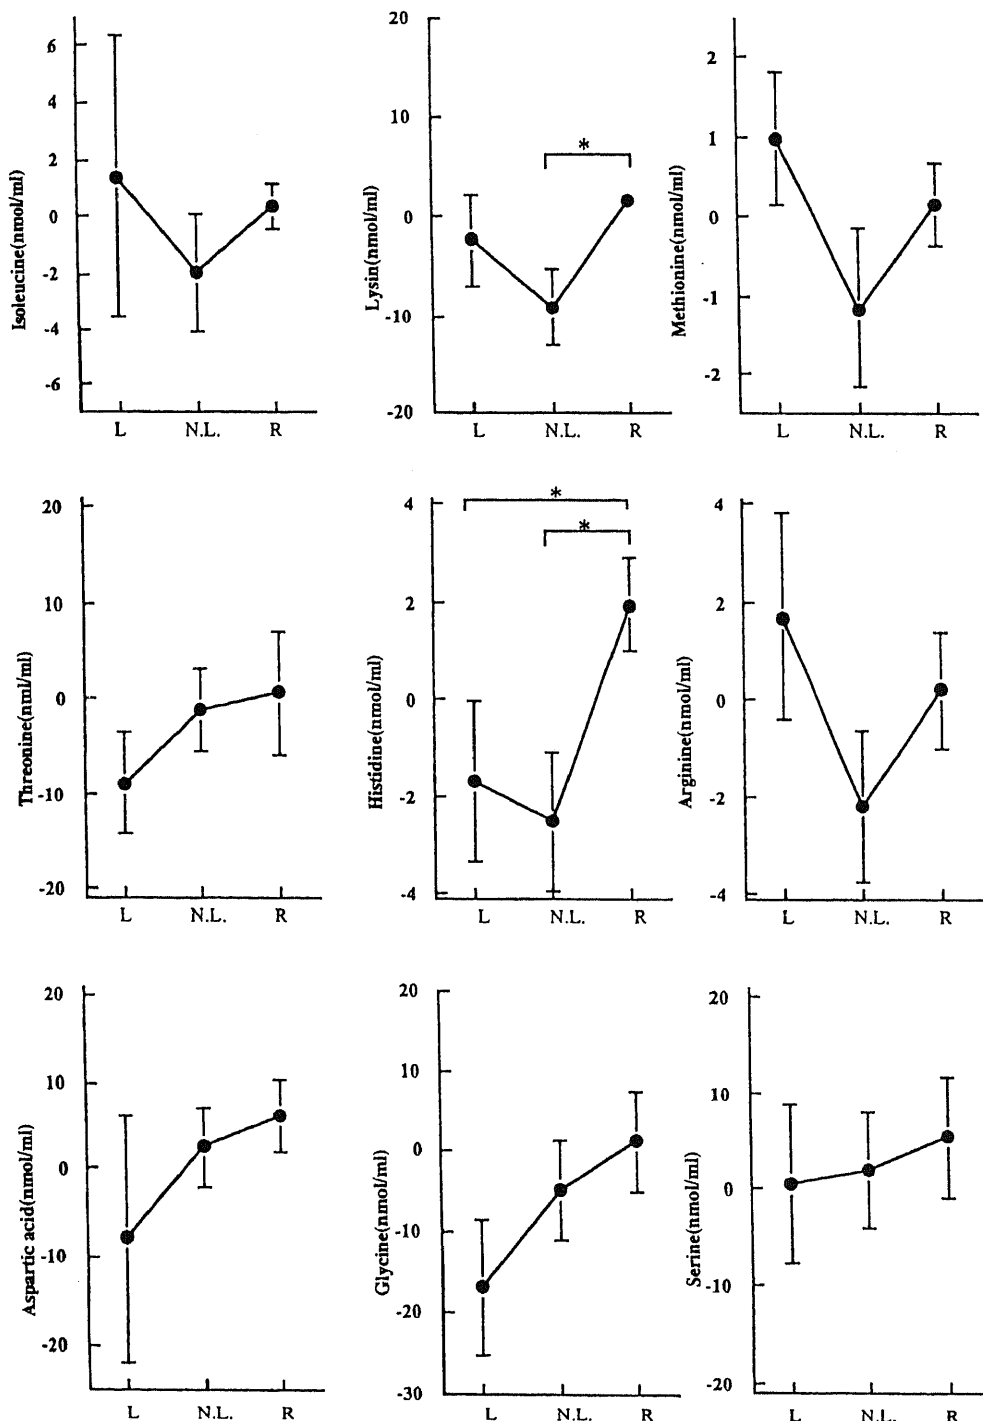 Isoleucine(nmol/ml)
6
4
2
0
-2
-4
-6
L N.L. R
Lysin(nmol/ml)
20
10
0
-10
-20
*
L N.L. R
Methionine(nmol/ml)
2
1
0
-1
-2
L N.L. R
Threonine(nml/ml)
20
10
0
-10
-20
L N.L. R
Histidine(nmol/ml)
4
2
0
-2
-4
*
*
L N.L. R
Arginine(nmol/ml)
4
2
0
-2
-4
L N.L. R
Aspartic acid(nmol/ml)
20
10
0
-10
-20
L N.L. R
Glycine(nmol/ml)
20
10
0
-10
-20
-30
L N.L. R
Serine(nmol/ml)
20
10
0
-10
-20
L N.L. R